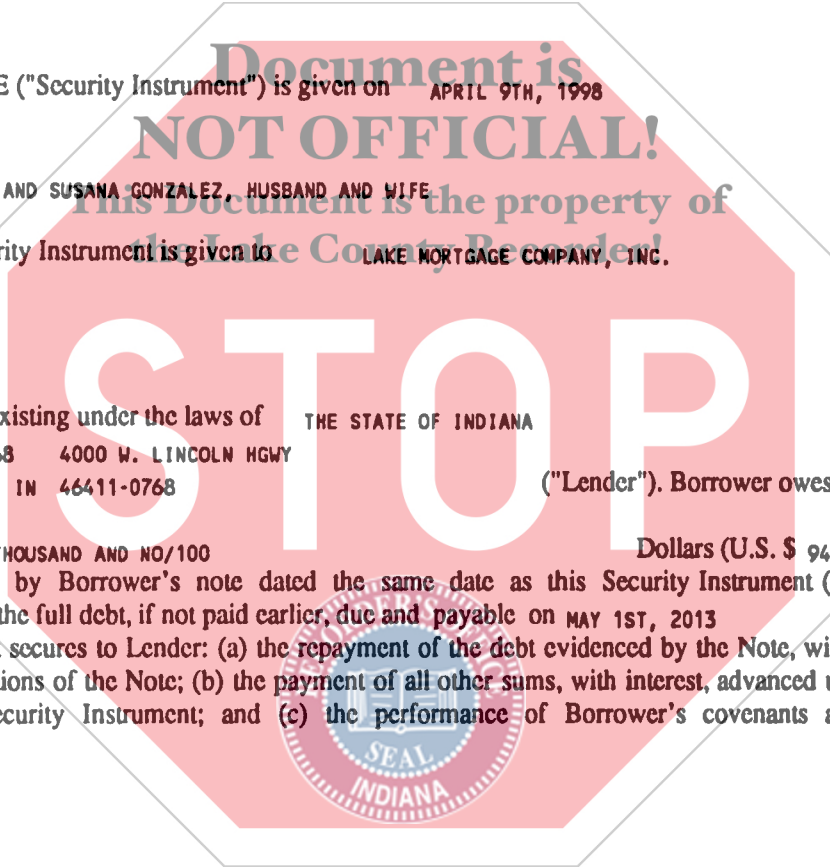 Document is
E ("Security Instrument") is given on APRIL 9TH, 1998
NOT OFFICIAL!
AND SUSANA GONZALEZ, HUSBAND AND WIFE
This Document is the property of
rity Instrument is given to LAKE MORTGAGE COMPANY, INC.
the Lake County Recorder!
STOP
xisting under the laws of THE STATE OF INDIANA
68 4000 W. LINCOLN HGWY
IN 46411-0768 ("Lender"). Borrower owes
HOUSAND AND NO/100 Dollars (U.S. $ 94
by Borrower's note dated the same date as this Security Instrument (
the full debt, if not paid earlier, due and payable on MAY 1ST, 2013
secures to Lender: (a) the repayment of the debt evidenced by the Note, wi
ions of the Note; (b) the payment of all other sums, with interest, advanced u
ecurity Instrument; and (c) the performance of Borrower's covenants a
RECORDER'S OFFICE
SEAL
INDIANA